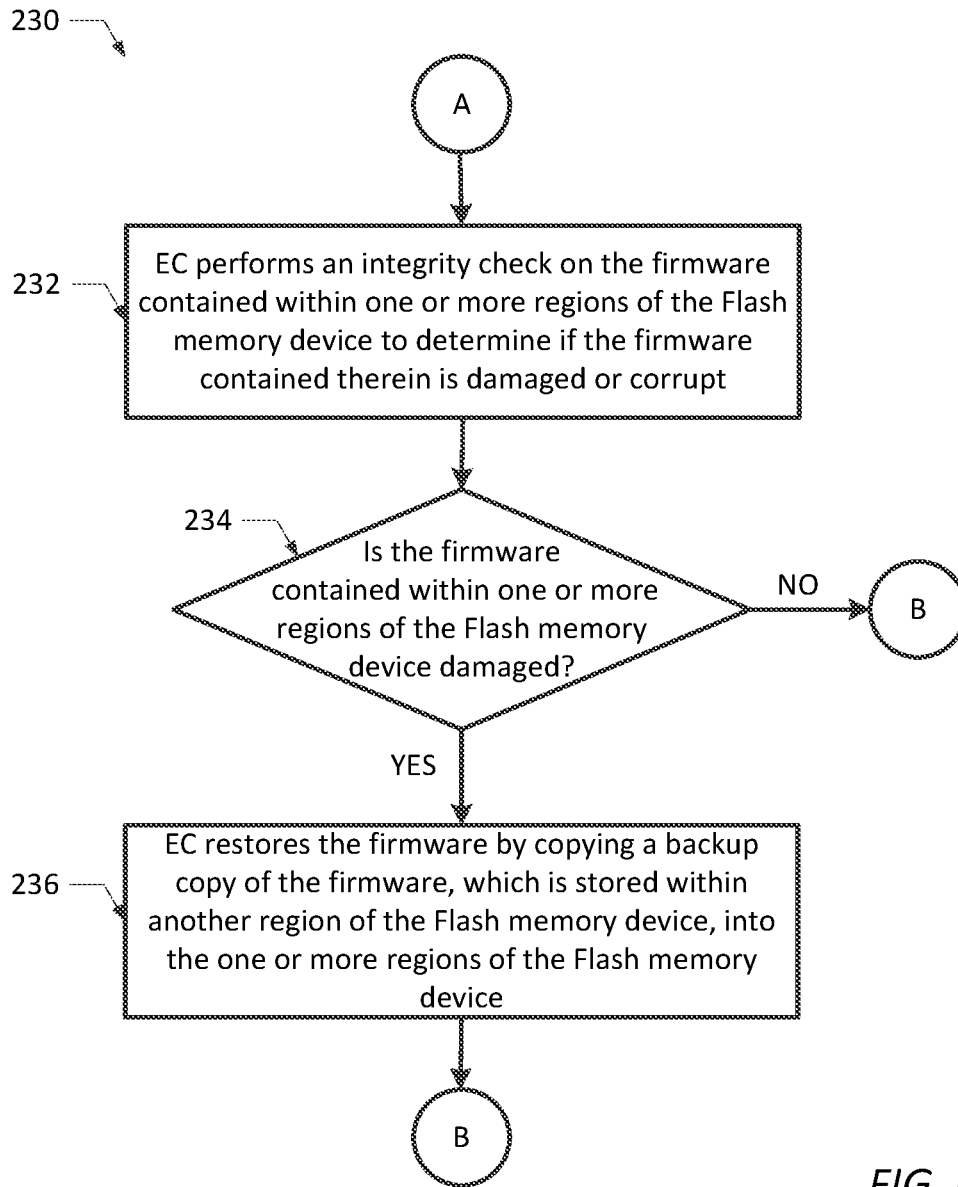 230
A
232
EC performs an integrity check on the firmware
contained within one or more regions of the Flash
memory device to determine if the firmware
contained therein is damaged or corrupt
234
Is the firmware
contained within one or more
regions of the Flash memory
device damaged?
NO
B
YES
236
EC restores the firmware by copying a backup
copy of the firmware, which is stored within
another region of the Flash memory device, into
the one or more regions of the Flash memory
device
B
FIG.